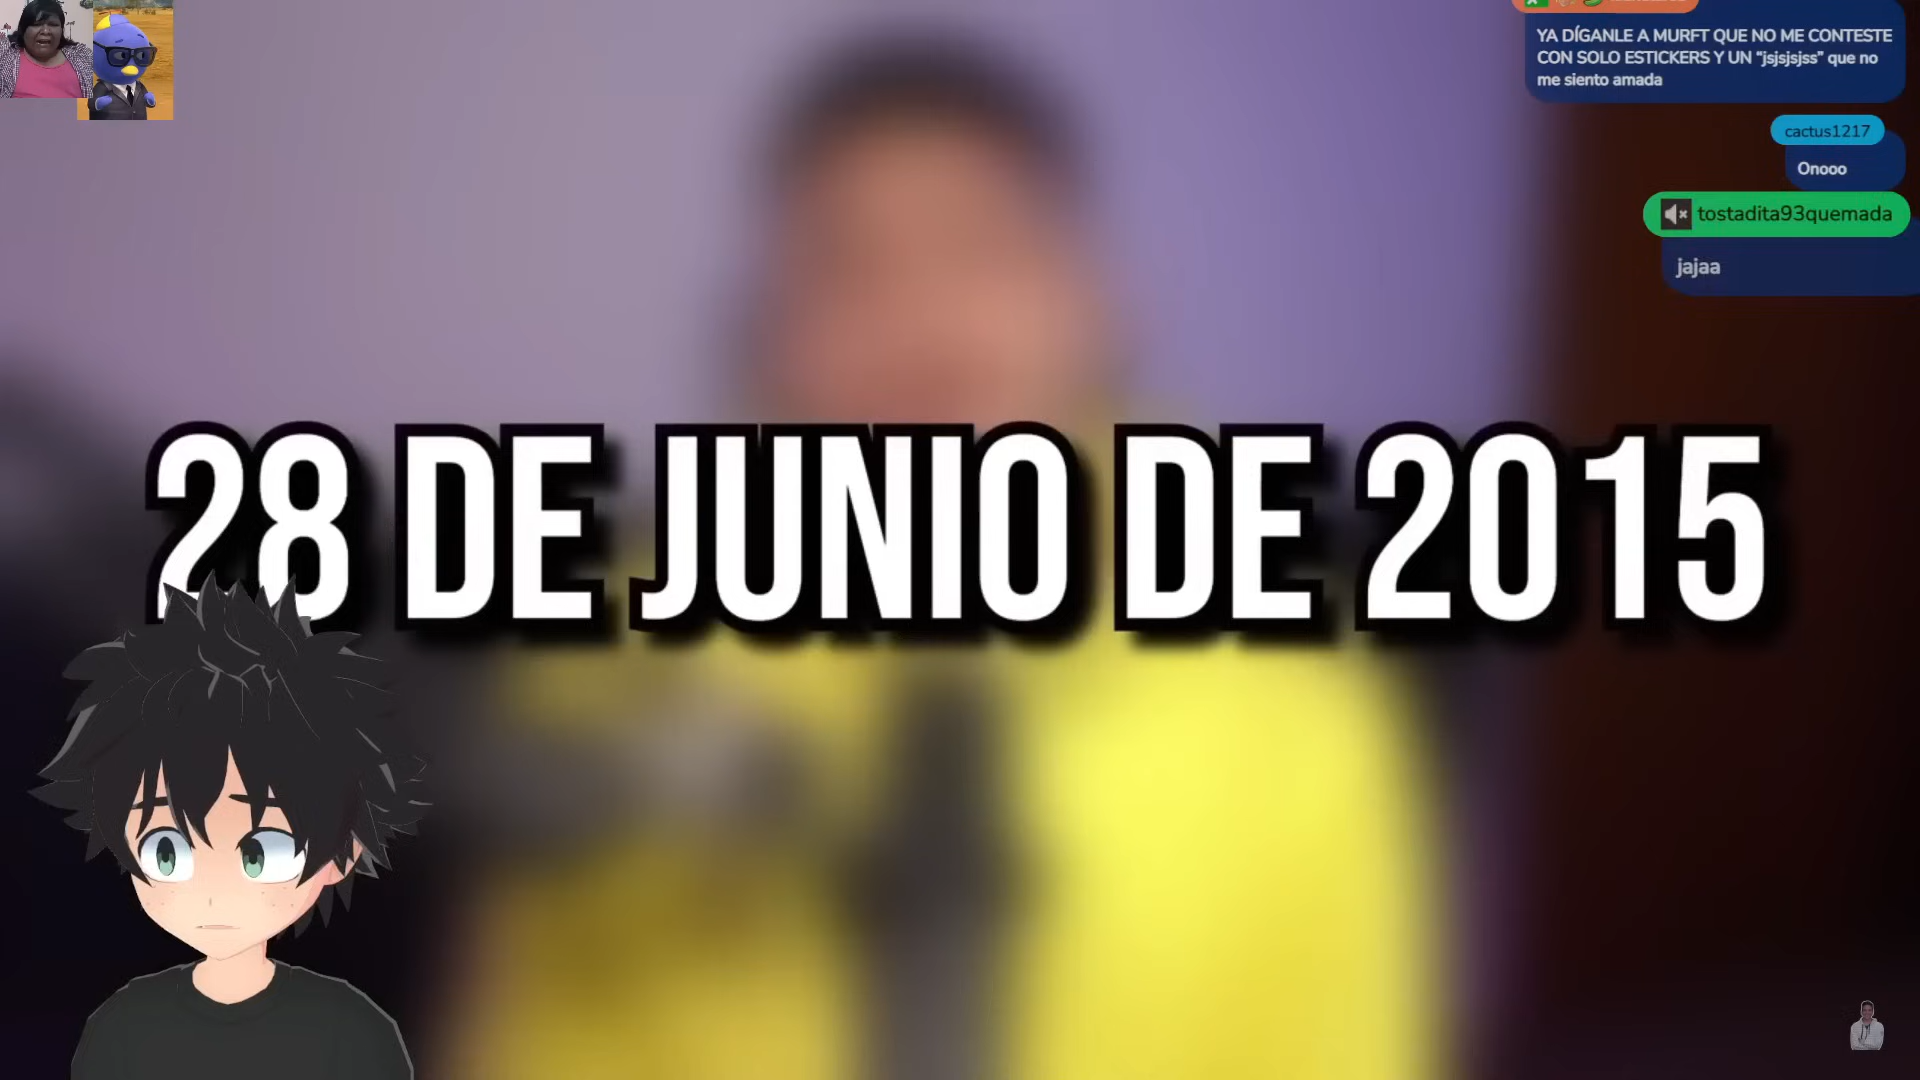 YA DÍGANLE A MURFT QUE NO ME CONTESTE
CON SOLO ESTICKERS Y UN “jsjsjsjss” que no
me siento amada
cactus1217
Onooo
tostadita93quemada
jajaa
28 DE JUNIO DE 2015